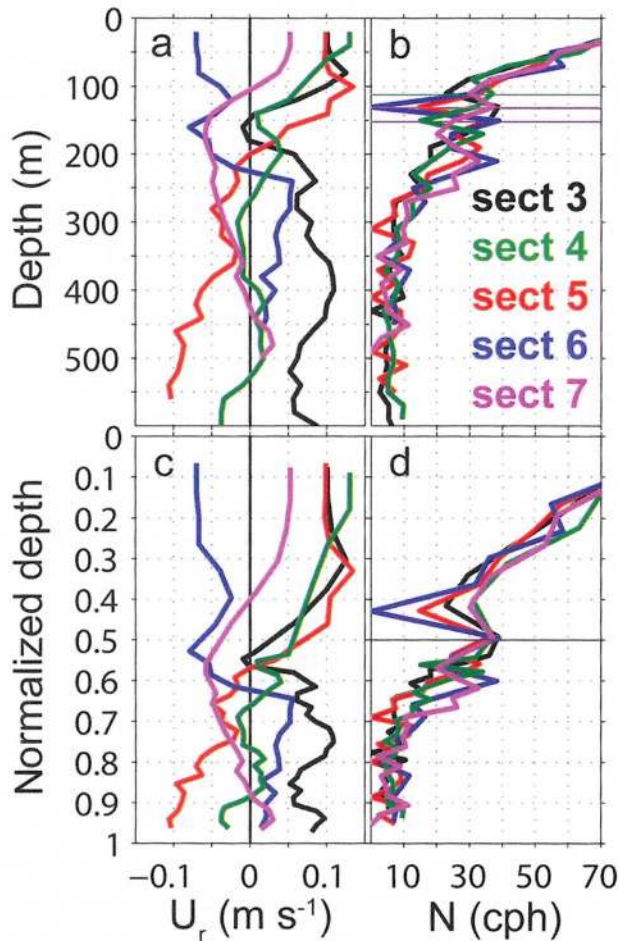 0
a
b
100
200
300
400
500
Depth (m)
sect 3
sect 4
sect 5
sect 6
sect 7
0
c
d
0.1
0.2
0.3
0.4
0.5
0.6
0.7
0.8
0.9
1
Normalized depth
−0.1 0 0.1
10 30 50 70
Ur (m s-1)
N (cph)